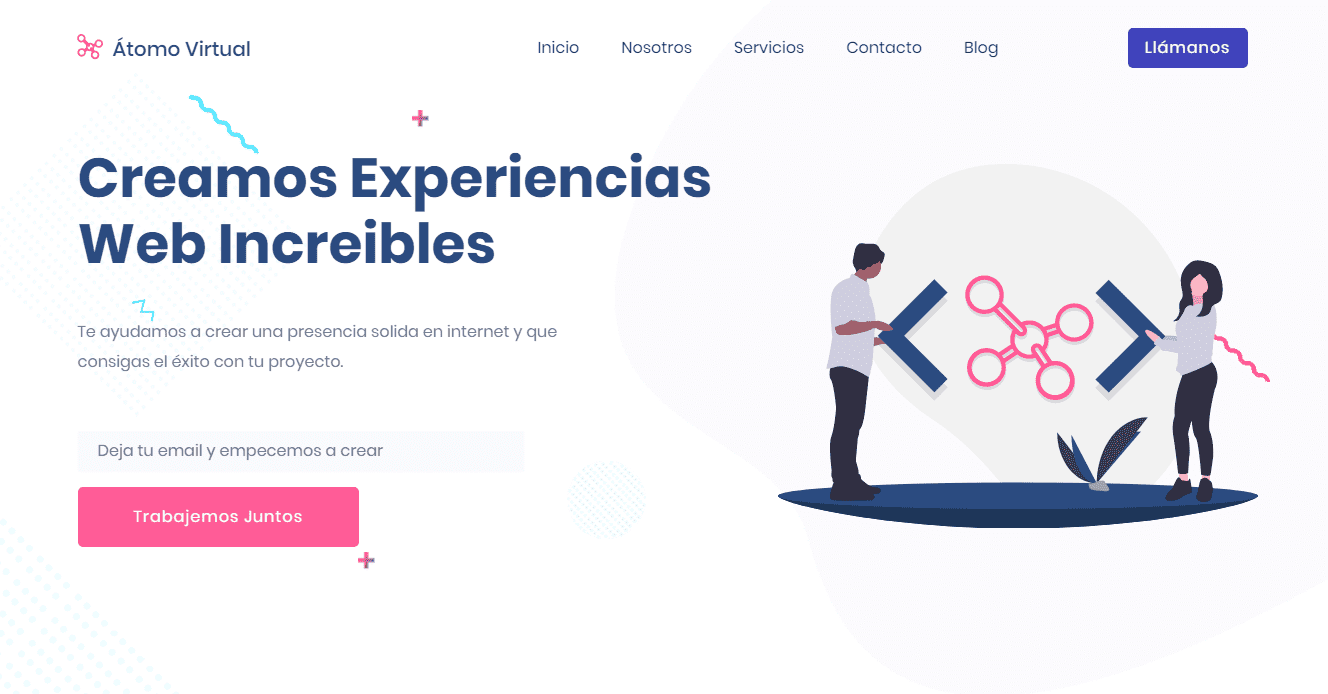 Átomo Virtual
Inicio
Nosotros
Servicios
Contacto
Blog
Llámanos
Creamos Experiencias
Web Increibles
Te ayudamos a crear una presencia solida en internet y que
consigas el éxito con tu proyecto.
Deja tu email y empecemos a crear
Trabajemos Juntos